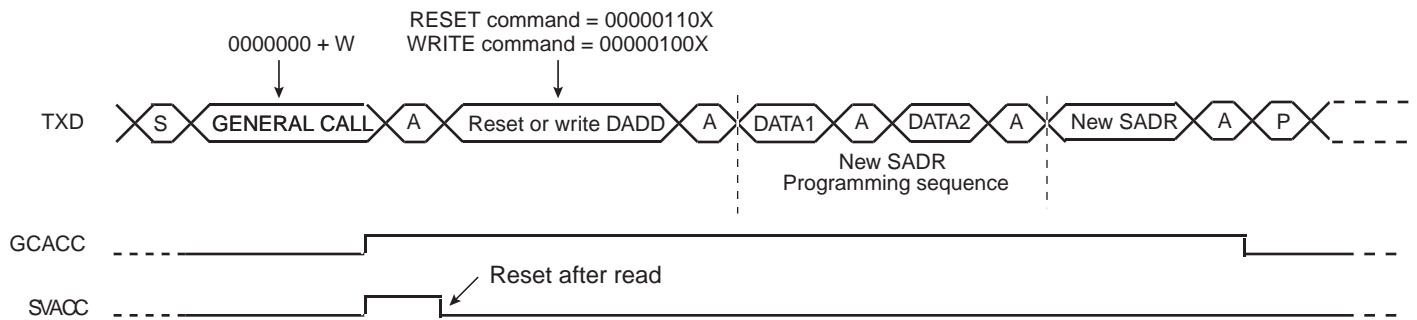 RESET command = 00000110X
0000000 + W
WRITE command = 00000100X
TXD
S
GENERAL CALL
A
Reset or write DADD
A
DATA1
A
DATA2
A
New SADR
A
P
New SADR
Programming sequence
GCACC
Reset after read
SVACC